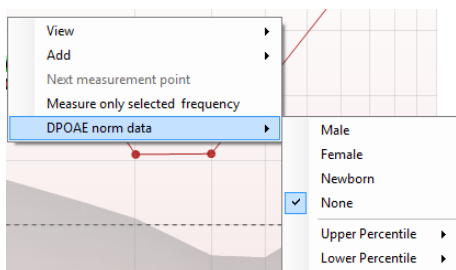 View
Add
Next measurement point
Measure only selected frequency
DPOAE norm data
Male
Female
Newborn
None
Upper Percentile
Lower Percentile